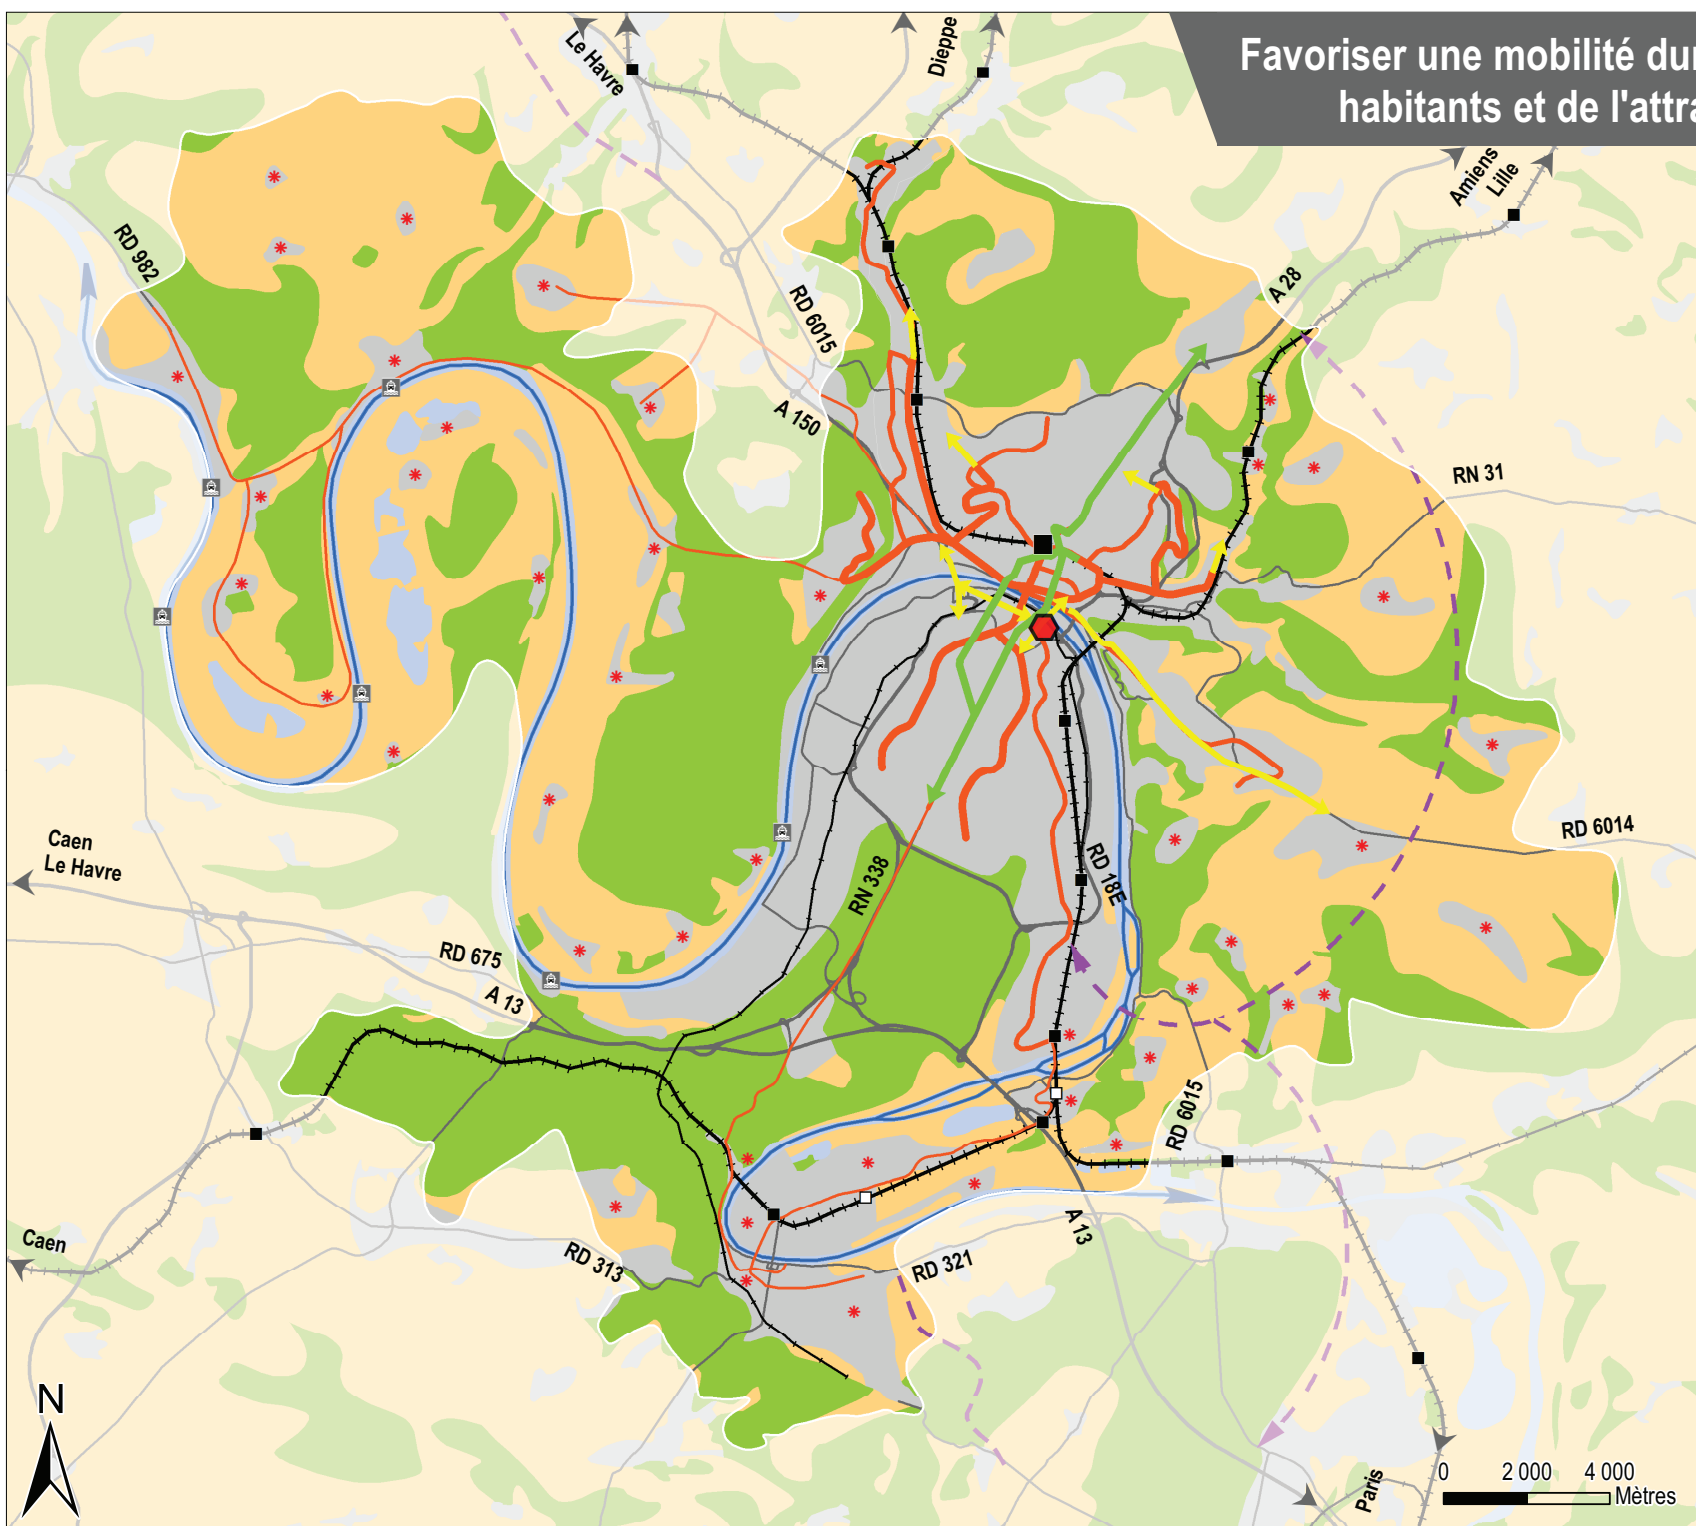 Favoriser une mobilité dur
habitants et de l'attra
Le Havre
Dieppe
Amiens
Lille
RD 982
RD 6015
A 28
A 150
RN 31
Caen
Le Havre
RD 6014
RN 338
RD 18E
RD 675
A 13
RD 6015
Caen
RD 313
RD 321
A 13
N
Paris
0 2 000 4 000
Mètres